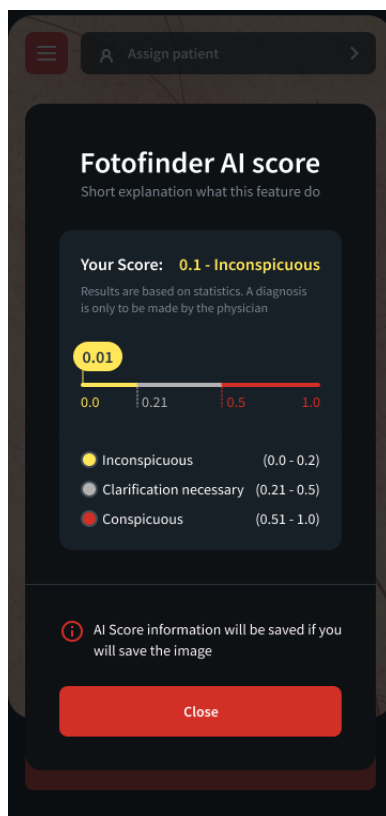 Assign patient
Fotofinder AI score
Short explanation what this feature do
Your Score: 0.1 - Inconspicuous
Results are based on statistics. A diagnosis
is only to be made by the physician
0.01
0.0 0.21 0.5 1.0
Inconspicuous (0.0 - 0.2)
Clarification necessary (0.21 - 0.5)
Conspicuous (0.51 - 1.0)
AI Score information will be saved if you
will save the image
Close